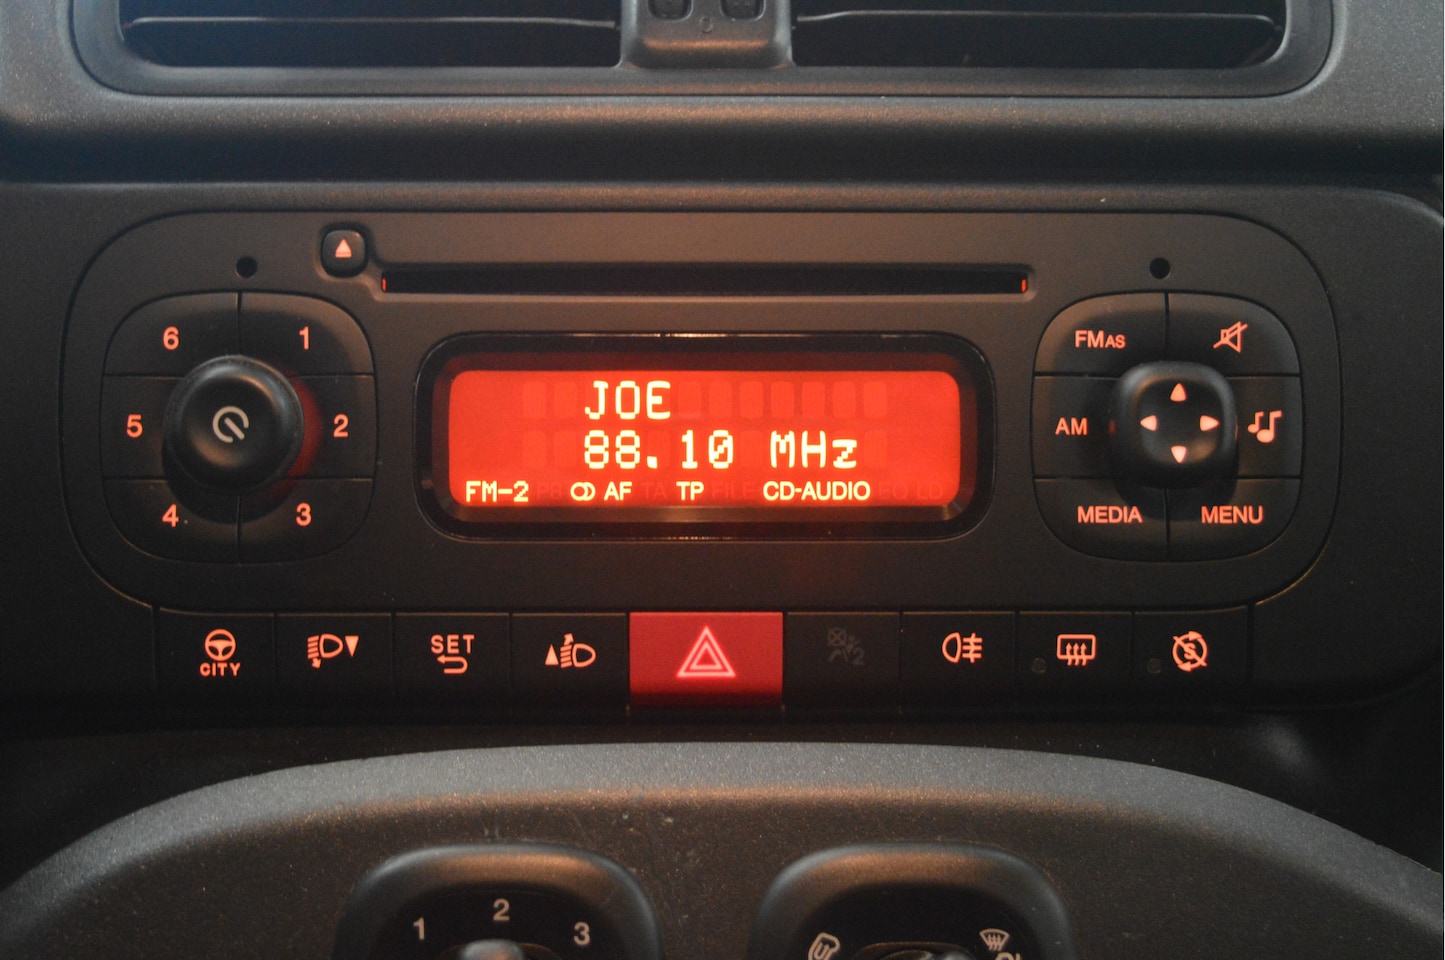 6 1
5 2
4 3
JOE
88.10 MHz
FM-2 AF TP CD-AUDIO
FMAS
AM
MEDIA MENU
CITY
SET
2
1 2 3